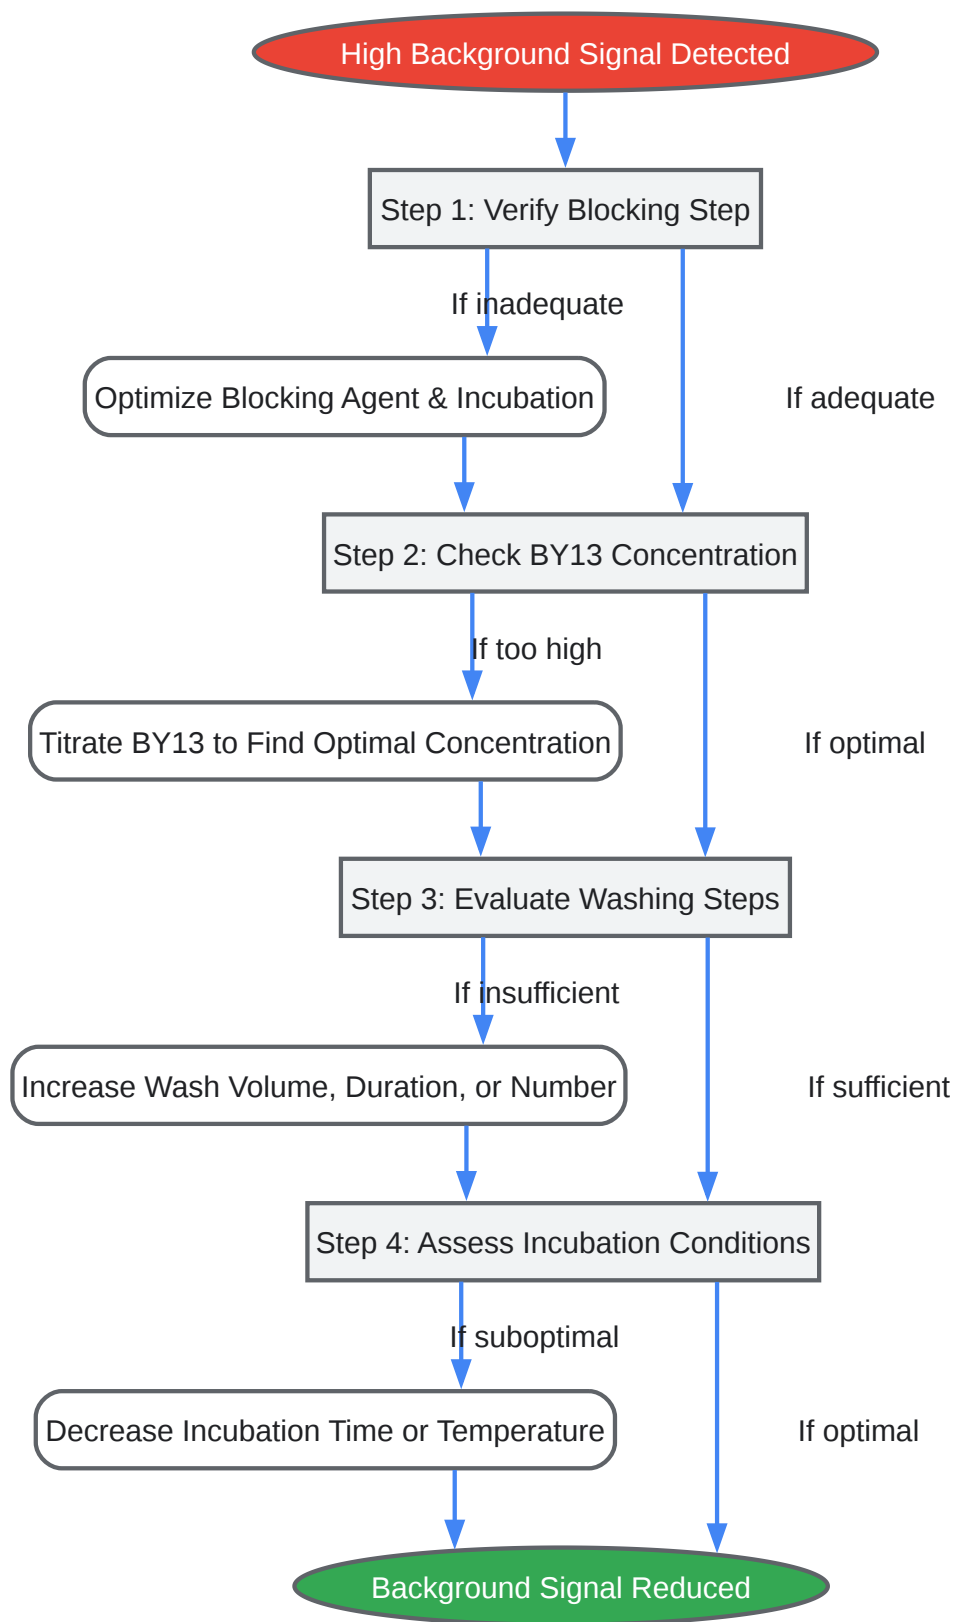 High Background Signal Detected
Step 1: Verify Blocking Step
If inadequate
Optimize Blocking Agent & Incubation
If adequate
Step 2: Check BY13 Concentration
If too high
Titrate BY13 to Find Optimal Concentration
If optimal
Step 3: Evaluate Washing Steps
If insufficient
Increase Wash Volume, Duration, or Number
If sufficient
Step 4: Assess Incubation Conditions
If suboptimal
Decrease Incubation Time or Temperature
If optimal
Background Signal Reduced